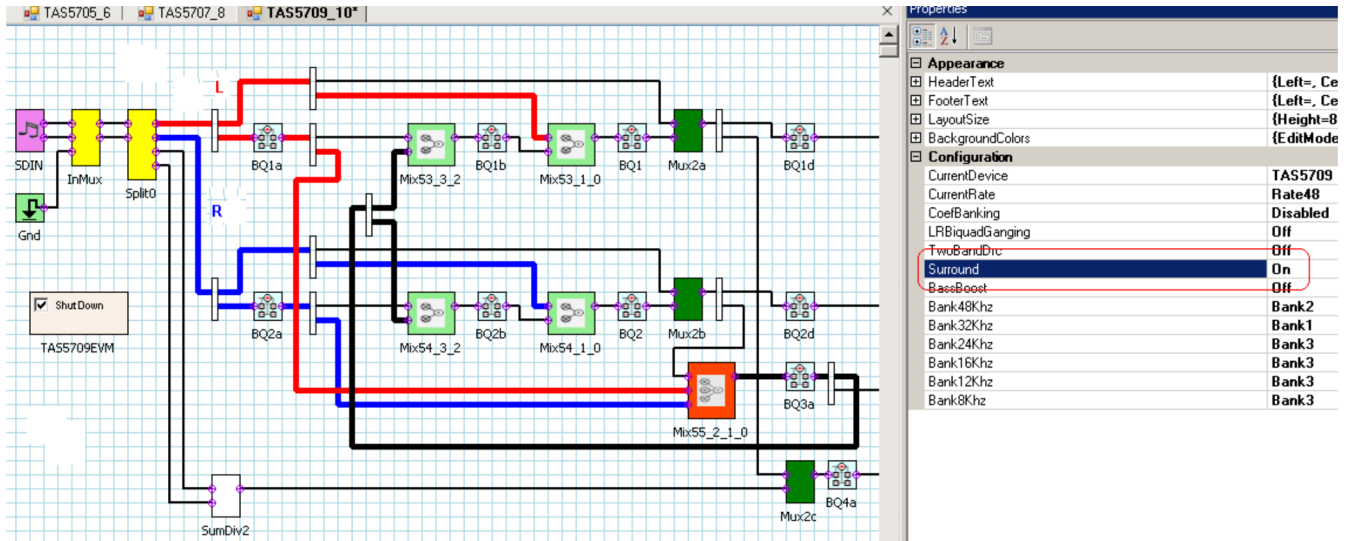 TAS5705_6
TAS5707_8
TAS5709_10*
Properties
L
SDIN
InMux
Split0
BQ1a
Mix53_3_2
BQ1b
Mix53_1_0
BQ1
Mux2a
BQ1d
Gnd
R
Shut Down
TAS5709EVM
BQ2a
Mix54_3_2
BQ2b
Mix54_1_0
BQ2
Mux2b
BQ2d
BQ3a
Mix55_2_1_0
SumDiv2
Mux2c
BQ4a
Appearance
HeaderText {Left=, Ce
FooterText {Left=, Ce
LayoutSize {Height=8
BackgroundColors {EditMode
Configuration
CurrentDevice TAS5709
CurrentRate Rate48
CoefBanking Disabled
LRBiquadGanging Off
TwoBandDrc Off
Surround On
BassBoost Off
Bank48Khz Bank2
Bank32Khz Bank1
Bank24Khz Bank3
Bank16Khz Bank3
Bank12Khz Bank3
Bank8Khz Bank3